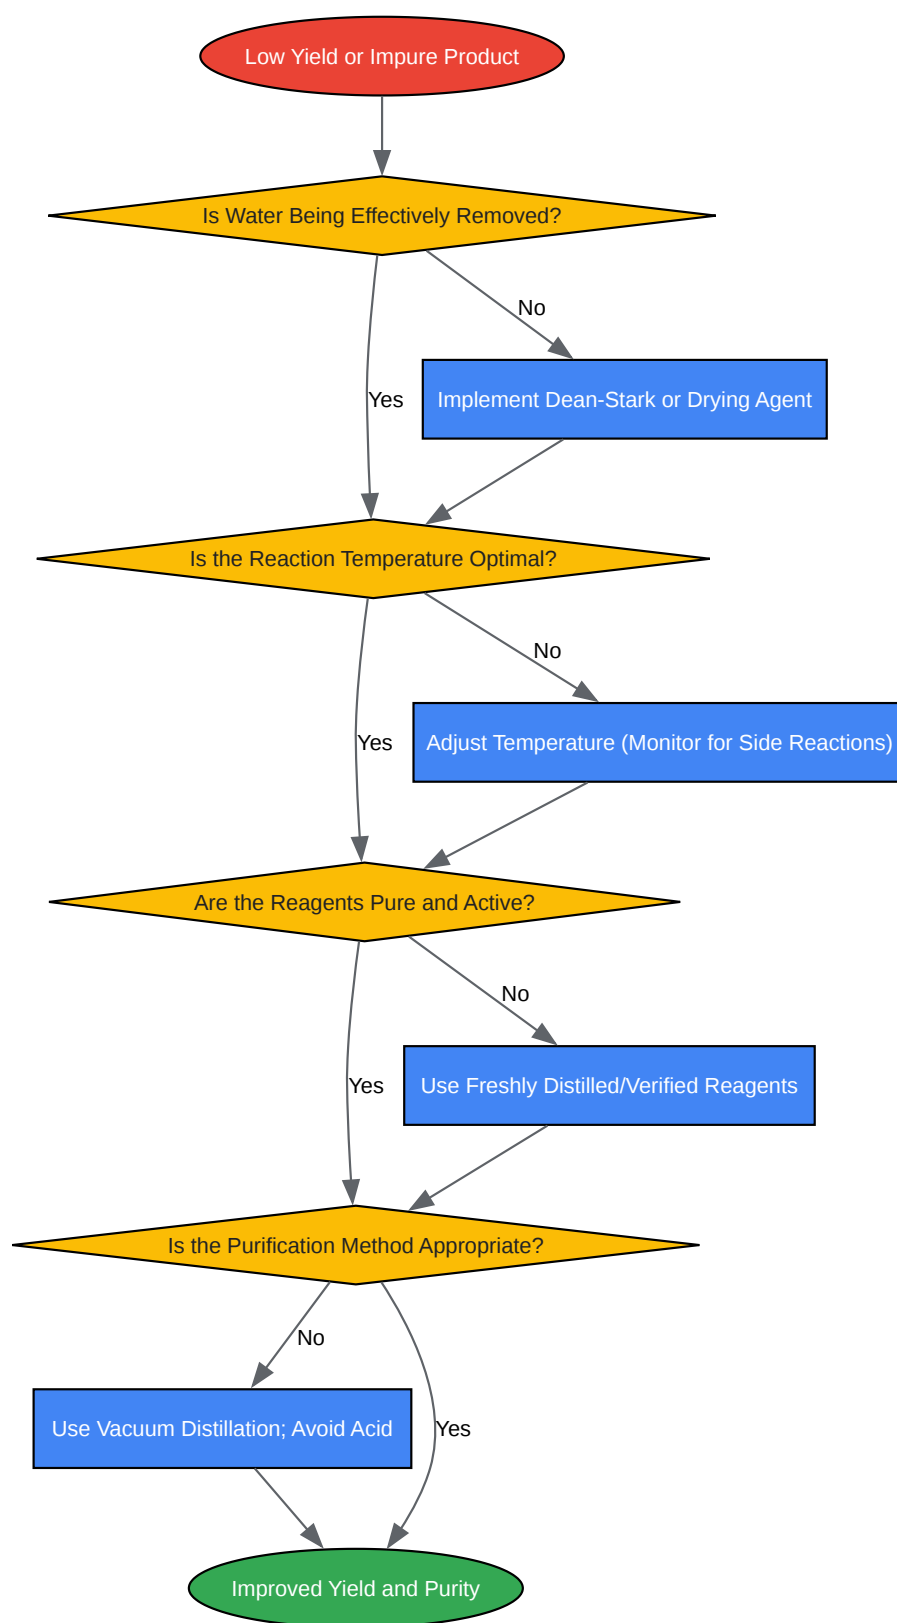 Low Yield or Impure Product
Is Water Being Effectively Removed?
No
Yes
Implement Dean-Stark or Drying Agent
Is the Reaction Temperature Optimal?
No
Yes
Adjust Temperature (Monitor for Side Reactions)
Are the Reagents Pure and Active?
No
Yes
Use Freshly Distilled/Verified Reagents
Is the Purification Method Appropriate?
No
Use Vacuum Distillation; Avoid Acid
Yes
Improved Yield and Purity